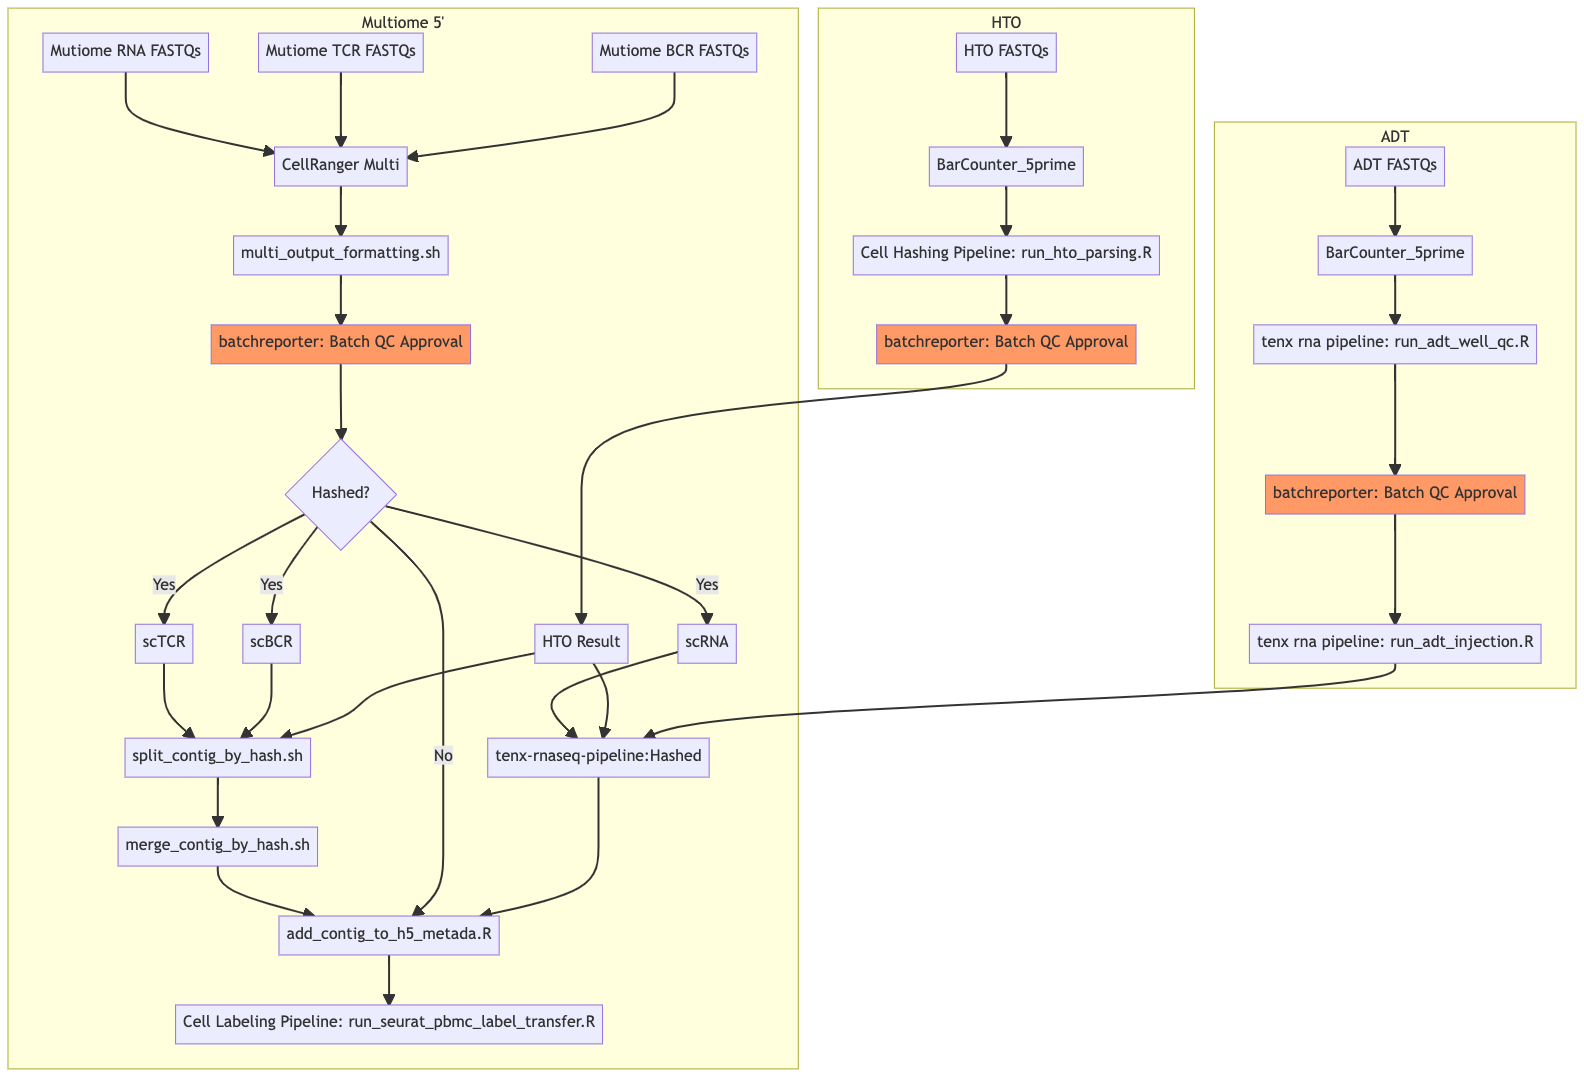 Multiome 5'
Mutiome RNA FASTQs
Mutiome TCR FASTQs
Mutiome BCR FASTQs
CellRanger Multi
multi_output_formatting.sh
batchreporter: Batch QC Approval
Hashed?
Yes
Yes
Yes
scTCR
scBCR
HTO Result
scRNA
split_contig_by_hash.sh
No
tenx-rnaseq-pipeline:Hashed
merge_contig_by_hash.sh
add_contig_to_h5_metada.R
Cell Labeling Pipeline: run_seurat_pbmc_label_transfer.R
HTO
HTO FASTQs
BarCounter_5prime
Cell Hashing Pipeline: run_hto_parsing.R
batchreporter: Batch QC Approval
ADT
ADT FASTQs
BarCounter_5prime
tenx rna pipeline: run_adt_well_qc.R
batchreporter: Batch QC Approval
tenx rna pipeline: run_adt_injection.R